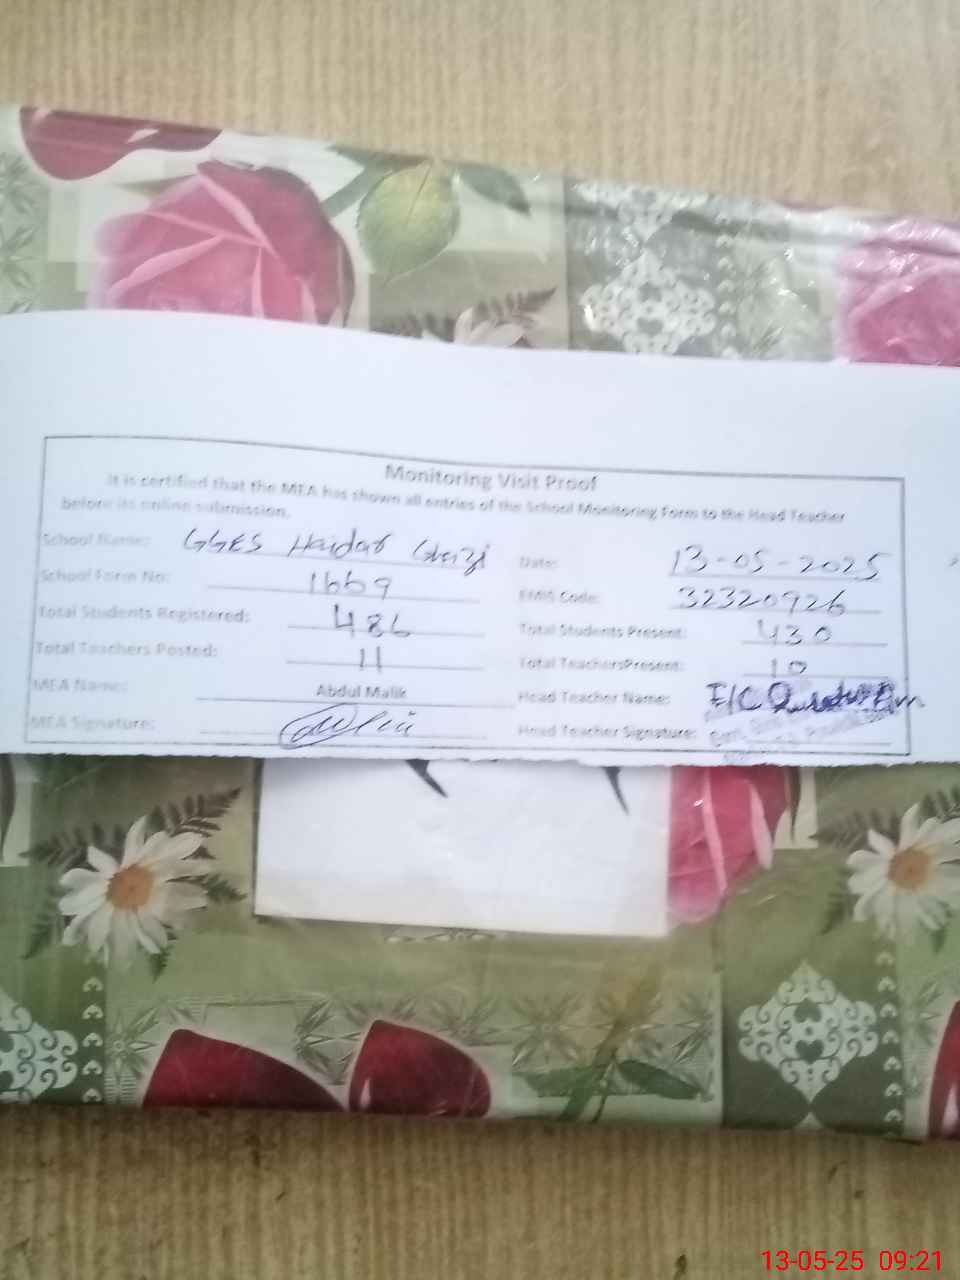 Monitoring Visit Proof
It is certified that the MEA has shown all entries of the School Monitoring Form to the Head Teacher
before its online submission.
School Name: GGES Haidar Ghazi
Date: 13-05-2025
School Form No: 1669
EMIS Code: 32320926
Total Students Registered: 486
Total Students Present: 430
Total Teachers Posted: 11
Total TeachersPresent: 10
MEA Name: Abdul Malik
Head Teacher Name: I/C
MEA Signature:
Head Teacher Signature:
13-05-25 09:21